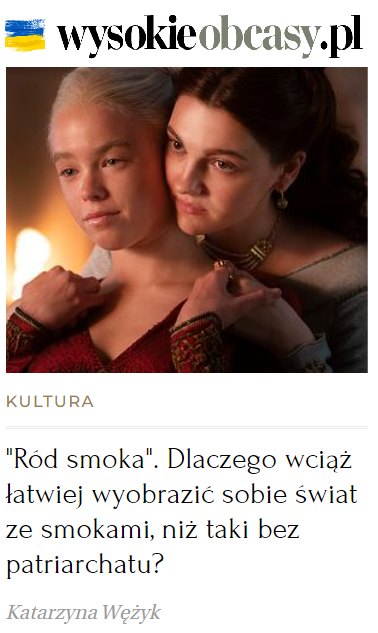 wysokieobcasy.pl
KULTURA
"Ród smoka". Dlaczego wciąż
łatwiej wyobrazić sobie świat
ze smokami, niż taki bez
patriarchatu?
Katarzyna Wężyk